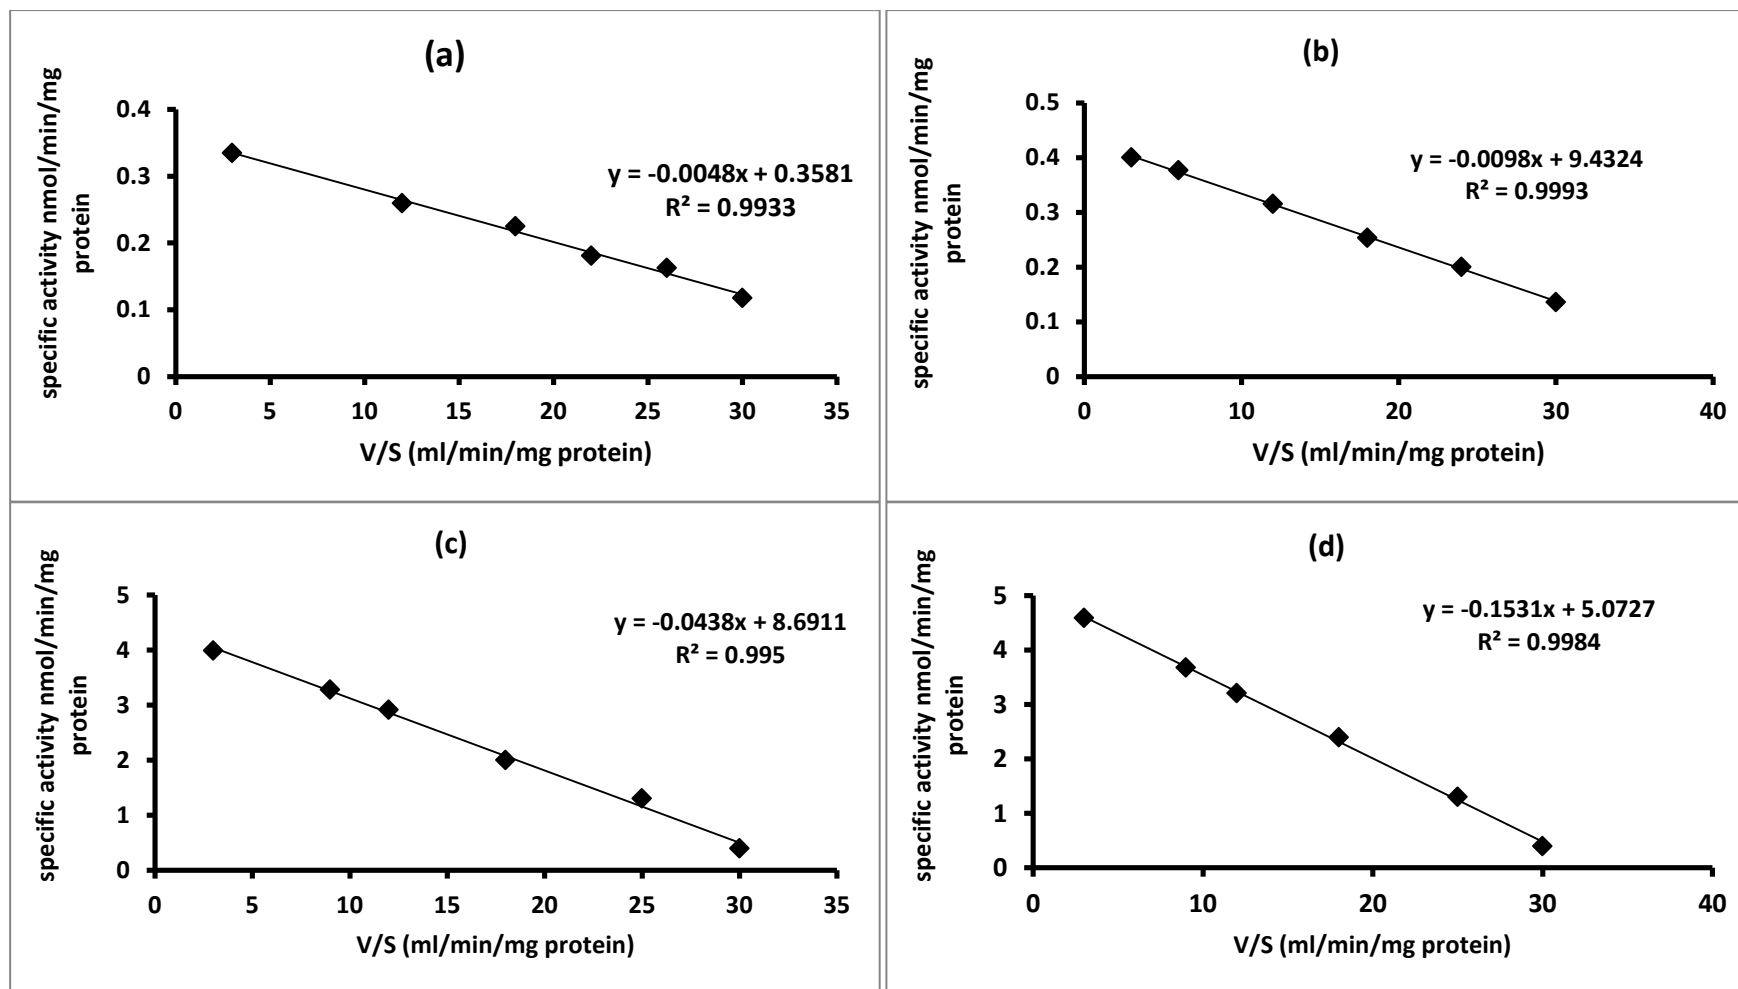 (a)
specific activity nmol/min/mg
protein
0.4
0.3
0.2
0.1
0
y = -0.0048x + 0.3581
R² = 0.9933
0 5 10 15 20 25 30 35
V/S (ml/min/mg protein)
(b)
specific activity nmol/min/mg
protein
0.5
0.4
0.3
0.2
0.1
0
y = -0.0098x + 9.4324
R² = 0.9993
0 10 20 30 40
V/S (ml/min/mg protein)
(c)
specific activity nmol/min/mg
protein
5
4
3
2
1
0
y = -0.0438x + 8.6911
R² = 0.995
0 5 10 15 20 25 30 35
V/S (ml/min/mg protein)
(d)
specific activity nmol/min/mg
protein
5
4
3
2
1
0
y = -0.1531x + 5.0727
R² = 0.9984
0 10 20 30 40
V/S (ml/min/mg protein)